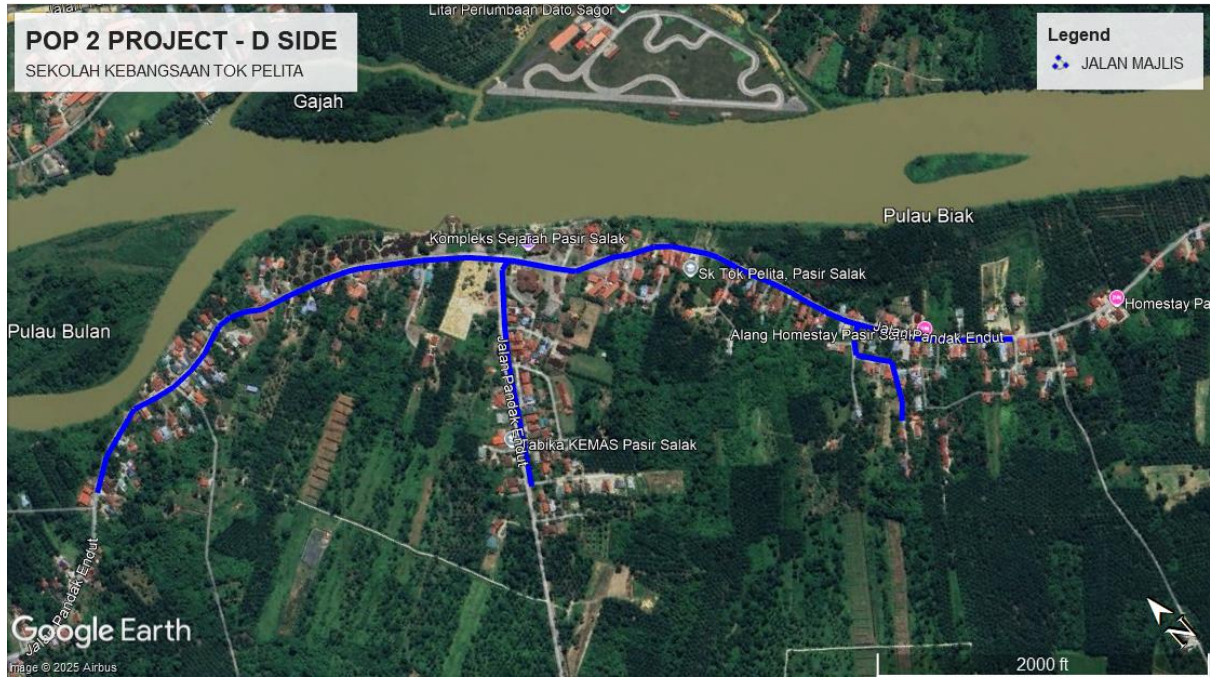 Litar Perlumbaan Dato Sagor
POP 2 PROJECT - D SIDE
SEKOLAH KEBANGSAAN TOK PELITA
Legend
JALAN MAJLIS
Gajah
Pulau Biak
Kompleks Sejarah Pasir Salak
Sk Tok Pelita, Pasir Salak
Homestay Pa
Pulau Bulan
Alang Homestay Pasir Salak
Jalan Pandak Endut
Jalan Pandak Endut
Tabika KEMAS Pasir Salak
Jalan Pandak Endut
Google Earth
Image © 2025 Airbus
N
2000 ft